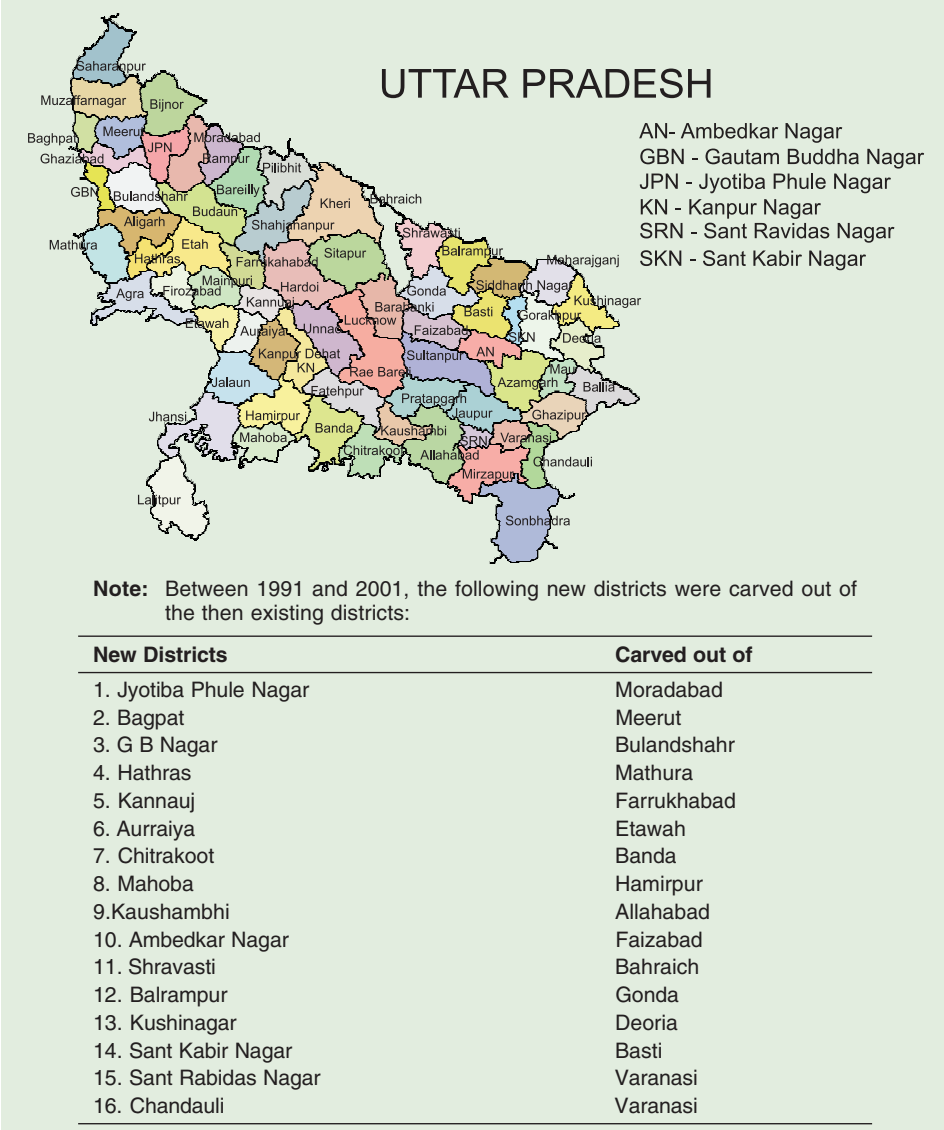 UTTAR PRADESH
AN- Ambedkar Nagar
GBN - Gautam Buddha Nagar
JPN - Jyotiba Phule Nagar
KN - Kanpur Nagar
SRN - Sant Ravidas Nagar
SKN - Sant Kabir Nagar
Saharanpur
Muzaffarnagar
Bijnor
Baghpat
Meerut
JPN
Moradabad
Ghaziabad
Rampur
Pilibhit
GBN
Bulandshahr
Bareilly
Budaun
Kheri
Bahraich
Aligarh
Shahjahanpur
Shrawasti
Mathura
Hathras
Etah
Farrukahabad
Sitapur
Balrampur
Maharajganj
Agra
Firozabad
Mainpuri
Hardoi
Gonda
Siddharth Nagar
Kushinagar
Kannuaj
Barabanki
Basti
Gorakhpur
Etawah
Auraiya
Unnao
Lucknow
Faizabad
SKN
Deoria
Kanpur Dehat
KN
Rae Bareli
Sultanpur
AN
Mau
Jalaun
Fatehpur
Pratapgarh
Azamgarh
Ballia
Jhansi
Hamirpur
Banda
Kaushambi
Jaupur
Ghazipur
Mahoba
Chitrakoot
Allahabad
SRN
Varanasi
Chandauli
Mirzapur
Lalitpur
Sonbhadra
Note: Between 1991 and 2001, the following new districts were carved out of
the then existing districts:
New Districts Carved out of
1. Jyotiba Phule Nagar Moradabad
2. Bagpat Meerut
3. G B Nagar Bulandshahr
4. Hathras Mathura
5. Kannauj Farrukhabad
6. Aurraiya Etawah
7. Chitrakoot Banda
8. Mahoba Hamirpur
9.Kaushambhi Allahabad
10. Ambedkar Nagar Faizabad
11. Shravasti Bahraich
12. Balrampur Gonda
13. Kushinagar Deoria
14. Sant Kabir Nagar Basti
15. Sant Rabidas Nagar Varanasi
16. Chandauli Varanasi